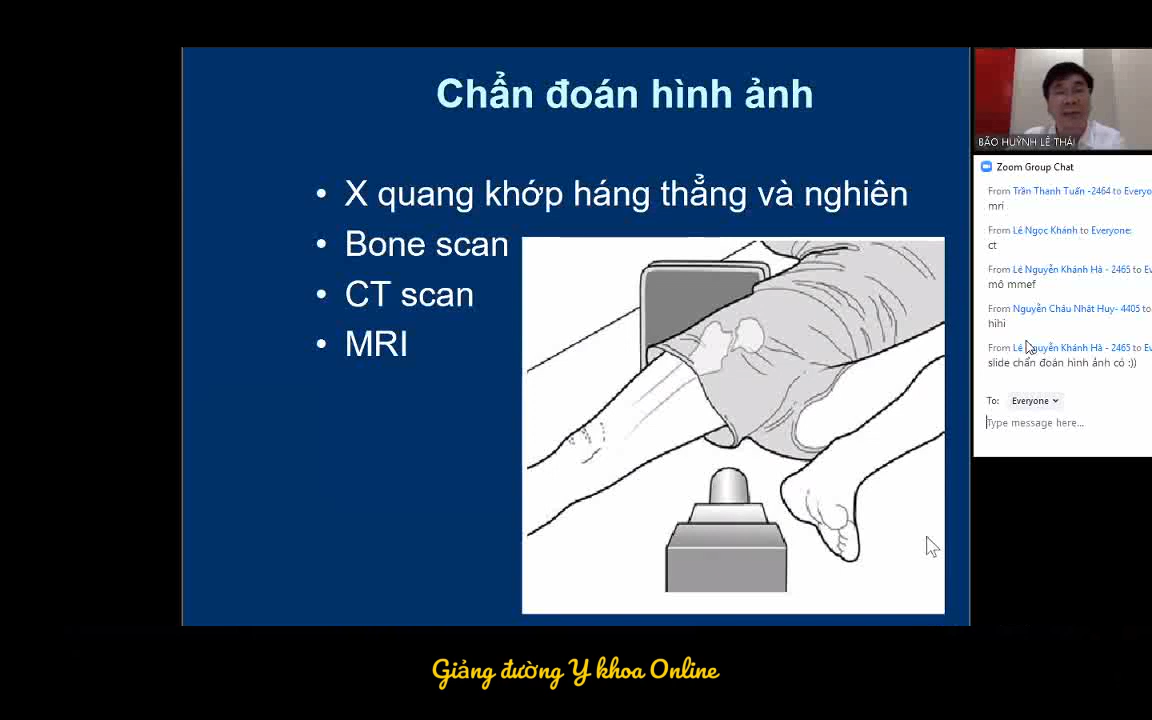 Chẩn đoán hình ảnh
• X quang khớp háng thẳng và nghiên
• Bone scan
• CT scan
• MRI
BẢO HUỲNH LÊ THÁI
Zoom Group Chat
From Trần Thanh Tuấn -2464 to Everyo
mri
From Lê Ngọc Khánh to Everyone:
ct
From Lê Nguyễn Khánh Hà - 2465 to Ev
mô mmef
From Nguyễn Châu Nhật Huy- 4405 to
hihi
From Lê Nguyễn Khánh Hà - 2465 to Ev
slide chẩn đoán hình ảnh có :))
To: Everyone
Type message here...
Giảng đường Y khoa Online